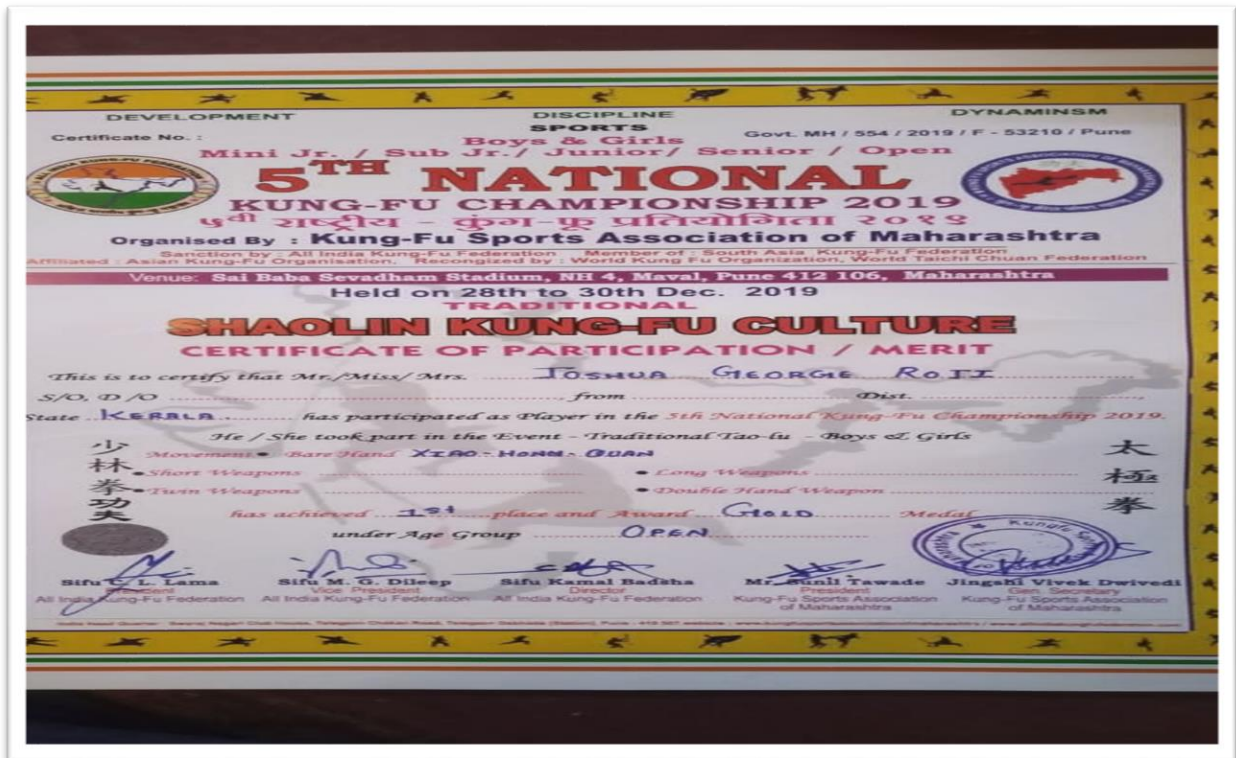 DEVELOPMENT DISCIPLINE DYNAMINSM
SPORTS
Certificate No. : Govt. MH / 554 / 2019 / F - 53210 / Pune
Boys & Girls
Mini Jr. / Sub Jr./ Junior/ Senior / Open
5TH NATIONAL
KUNG-FU CHAMPIONSHIP 2019
५वी राष्ट्रीय - कुंग-फू प्रतियोगिता २०१९
Organised By : Kung-Fu Sports Association of Maharashtra
Sanction by : All India Kung-Fu Federation Member of : South Asia Kung-Fu Federation
Affiliated : Asian Kung-Fu Organisation, Recongized by : World Kung Fu Organization, World Taichi Chuan Federation
Venue: Sai Baba Sevadham Stadium, NH 4, Maval, Pune 412 106, Maharashtra
Held on 28th to 30th Dec. 2019
TRADITIONAL
SHAOLIN KUNG-FU CULTURE
CERTIFICATE OF PARTICIPATION / MERIT
This is to certify that Mr./Miss/ Mrs. JOSHUA GEORGE ROJI
S/O, D /O from Dist.
State KERALA has participated as Player in the 5th National Kung-Fu Championship 2019.
He / She took part in the Event - Traditional Tao-lu - Boys & Girls
Movement • Bare Hand XIAO-HONN-QUAN
• Short Weapons • Long Weapons
• Twin Weapons • Double Hand Weapon
has achieved 1st place and Award GOLD Medal
under Age Group OPEN
少林拳功夫
太極拳
Sifu C. L. Lama Sifu M. G. Dileep Sifu Kamal Badsha Mr. Sunil Tawade Jingshi Vivek Dwivedi
President Vice President Director President Gen. Secretary
All India Kung-Fu Federation All India Kung-Fu Federation All India Kung-Fu Federation Kung-Fu Sports Association Kung-Fu Sports Association
of Maharashtra of Maharashtra